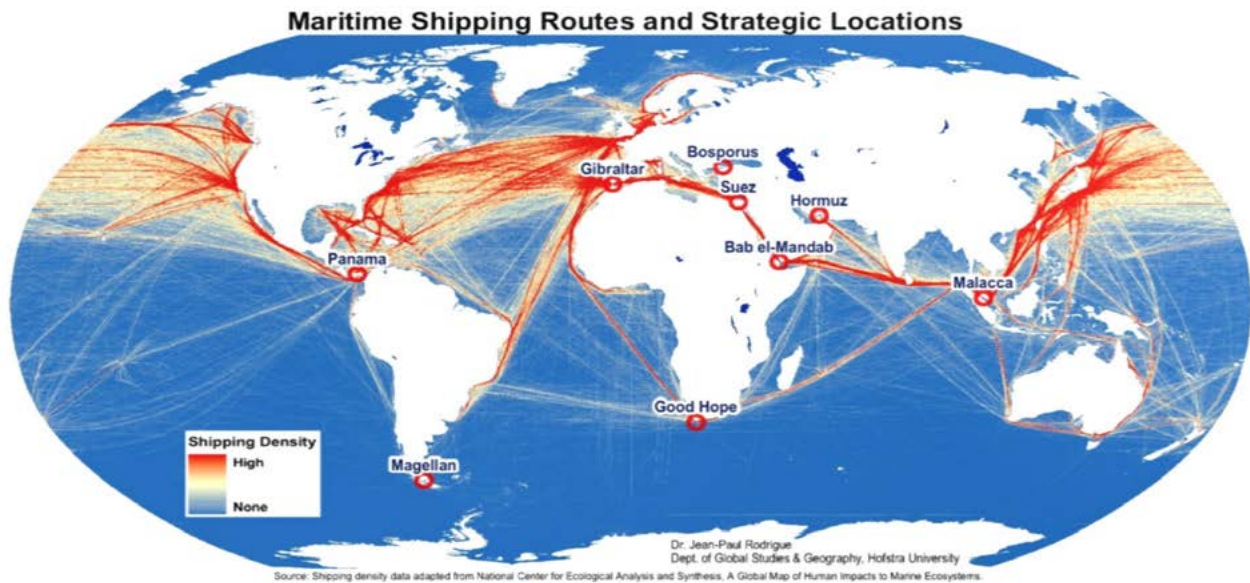 Maritime Shipping Routes and Strategic Locations
Bosporus
Gibraltar
Suez
Hormuz
Bab el-Mandab
Panama
Malacca
Good Hope
Magellan
Shipping Density
High
None
Dr. Jean-Paul Rodrigue
Dept. of Global Studies & Geography, Hofstra University
Source: Shipping density data adapted from National Center for Ecological Analysis and Synthesis, A Global Map of Human Impacts to Marine Ecosystems.